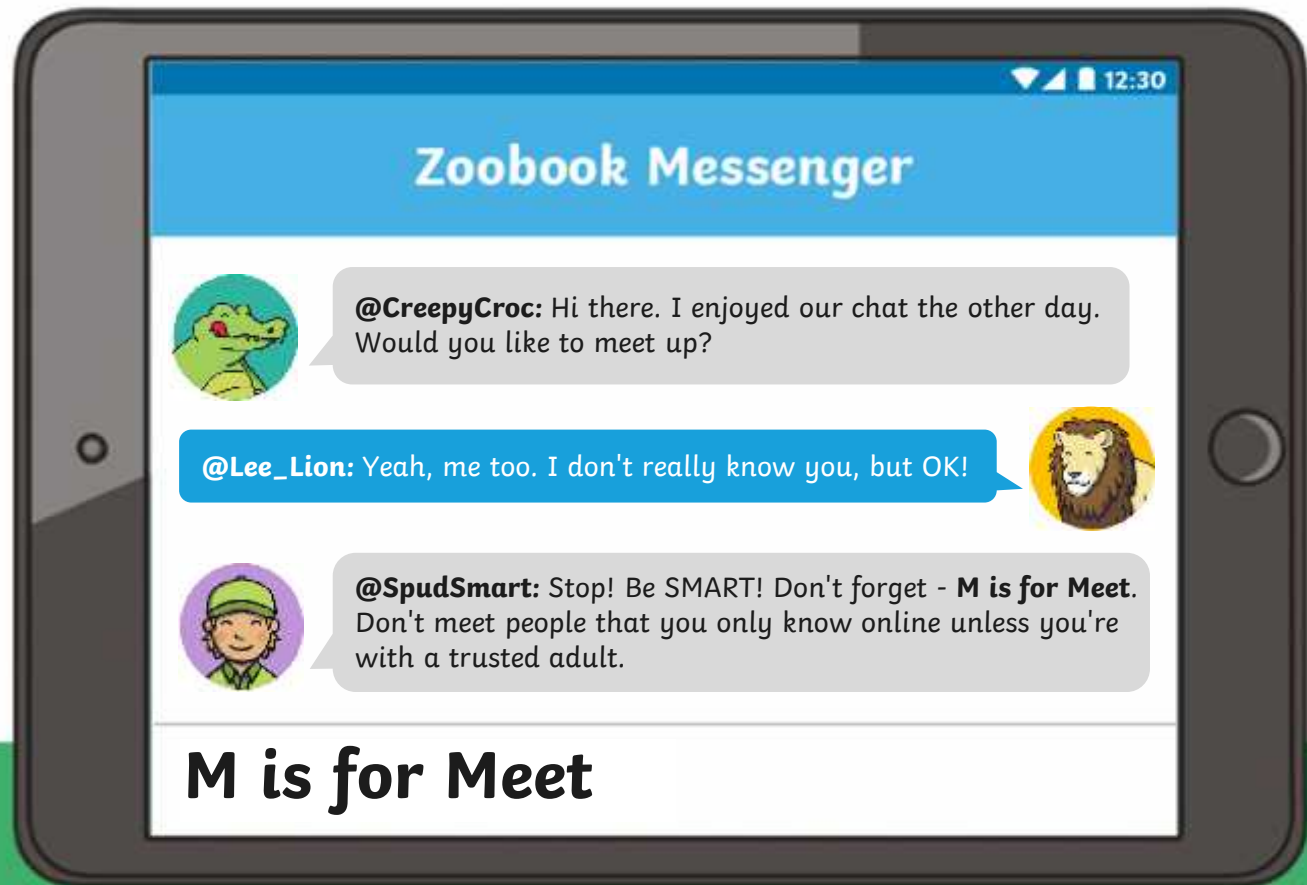 12:30
Zoobook Messenger
@CreepyCroc: Hi there. I enjoyed our chat the other day.
Would you like to meet up?
@Lee_Lion: Yeah, me too. I don't really know you, but OK!
@SpudSmart: Stop! Be SMART! Don't forget - M is for Meet.
Don't meet people that you only know online unless you're
with a trusted adult.
M is for Meet